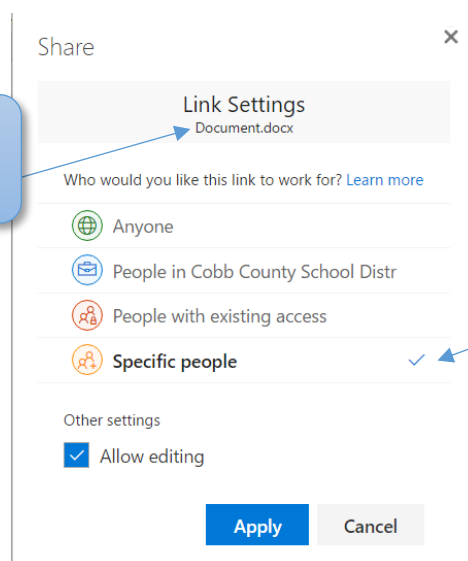 Share
Link Settings
Document.docx
Who would you like this link to work for? Learn more
Anyone
People in Cobb County School Distr
People with existing access
Specific people
Other settings
Allow editing
Apply Cancel